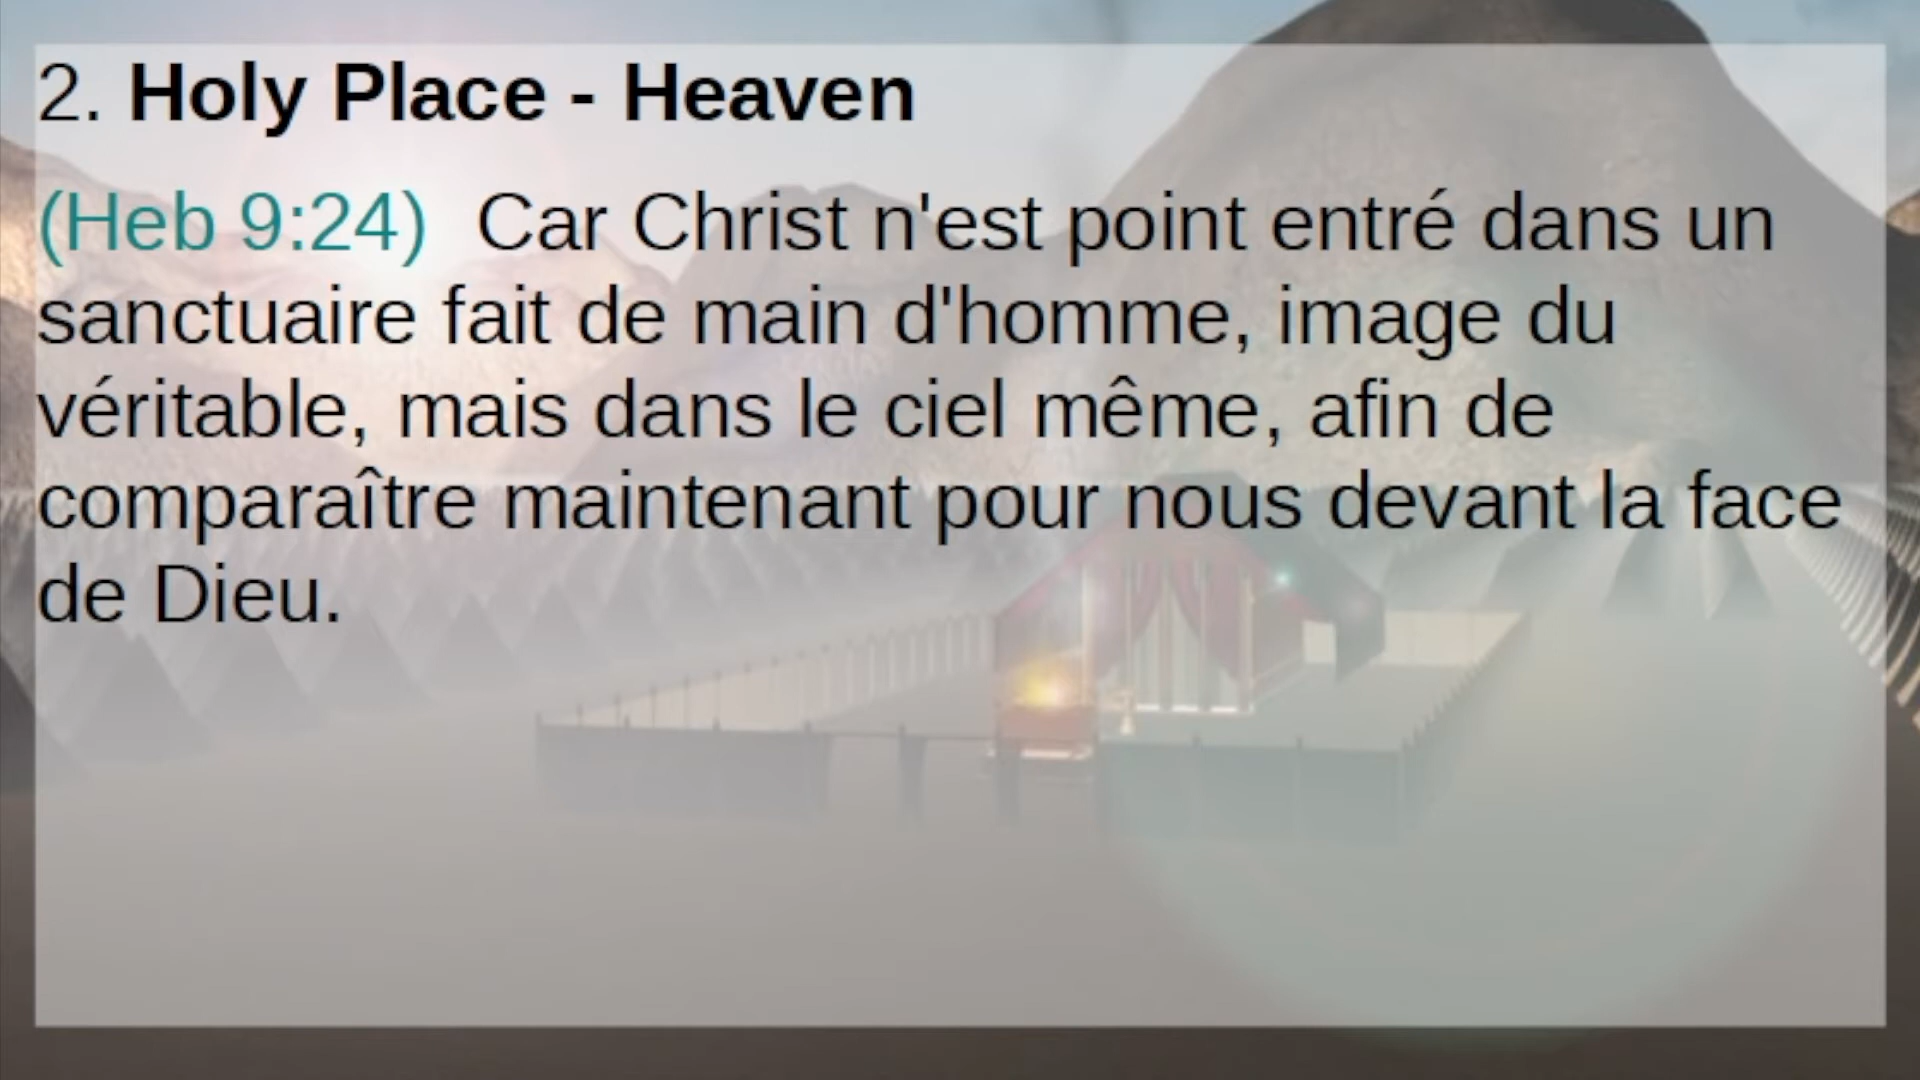 2. Holy Place - Heaven
(Heb 9:24) Car Christ n'est point entré dans un
sanctuaire fait de main d'homme, image du
véritable, mais dans le ciel même, afin de
comparaître maintenant pour nous devant la face
de Dieu.